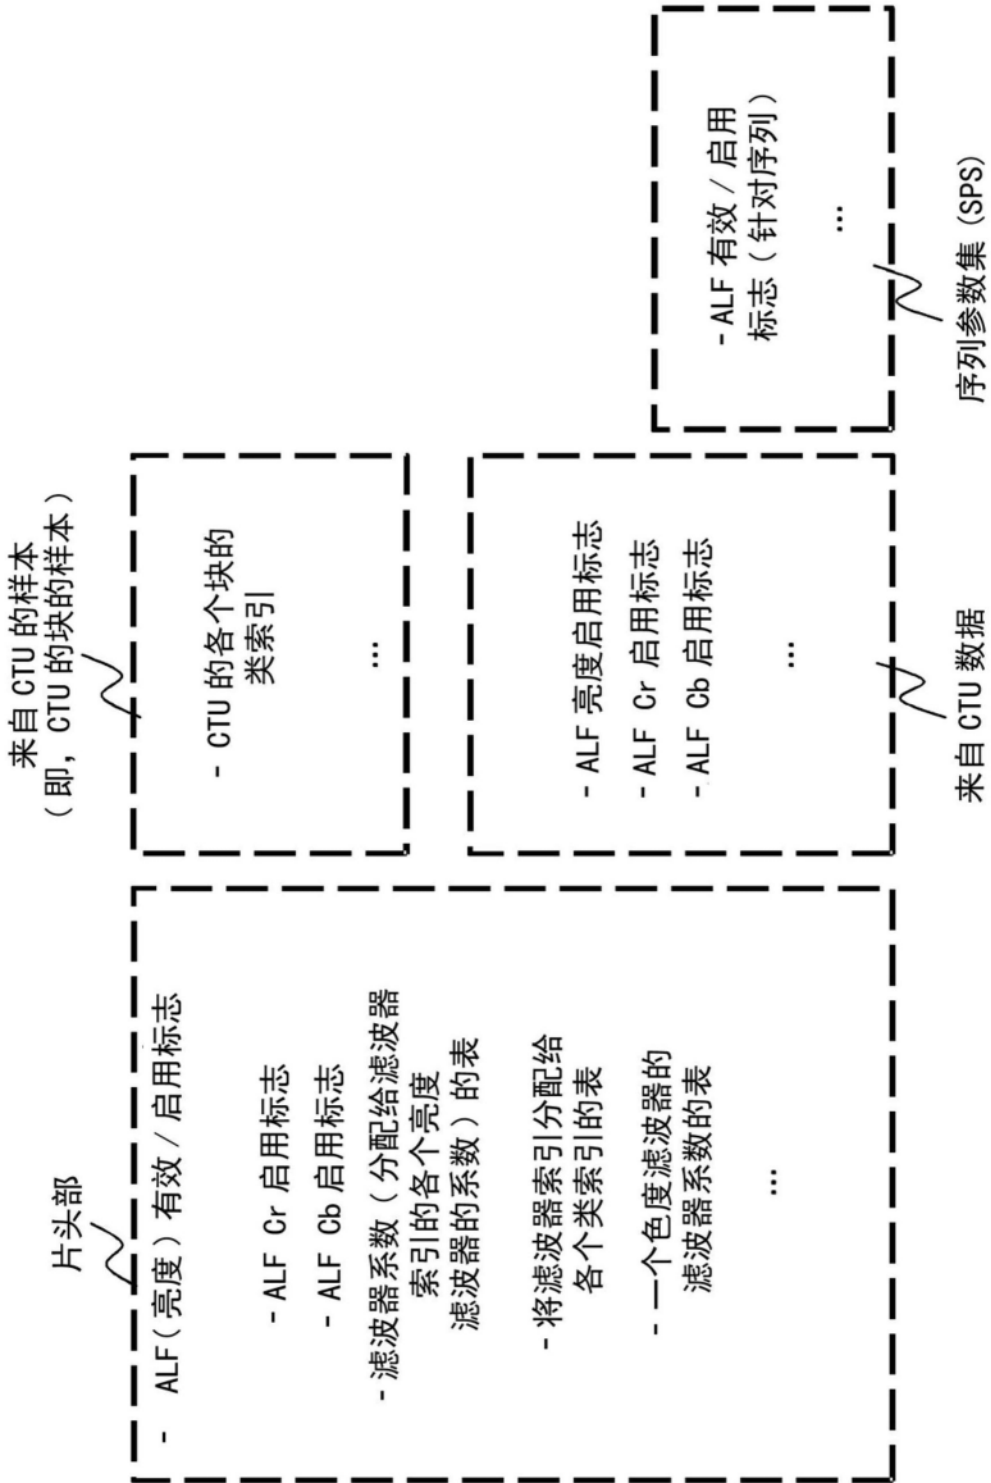 片头部
- ALF(亮度)有效/启用标志
- ALF Cr 启用标志
- ALF Cb 启用标志
- 滤波器系数(分配给滤波器
索引的各个亮度
滤波器的系数)的表
- 将滤波器索引分配给
各个类索引的表
- 一个色度滤波器的
滤波器系数的表
...
来自 CTU 的样本
(即, CTU 的块的样本)
- CTU 的各个块的
类索引
...
- ALF 亮度启用标志
- ALF Cr 启用标志
- ALF Cb 启用标志
...
来自 CTU 数据
- ALF 有效/启用
标志(针对序列)
...
序列参数集(SPS)